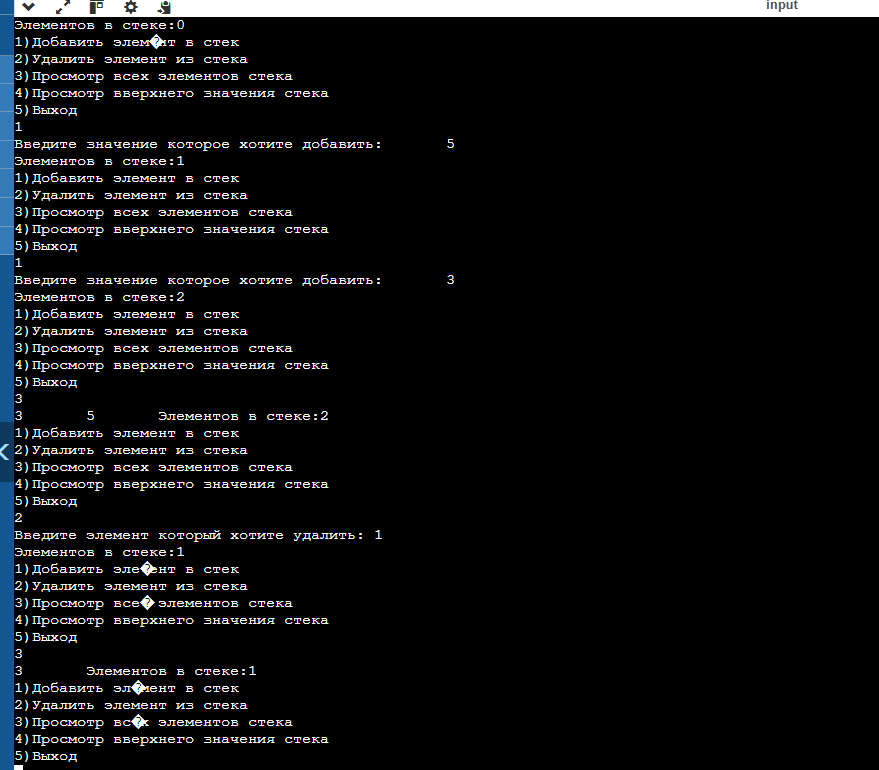 input
Элементов в стеке:0
1)Добавить элем�нт в стек
2)Удалить элемент из стека
3)Просмотр всех элементов стека
4)Просмотр вверхнего значения стека
5)Выход
1
Введите значение которое хотите добавить: 5
Элементов в стеке:1
1)Добавить элемент в стек
2)Удалить элемент из стека
3)Просмотр всех элементов стека
4)Просмотр вверхнего значения стека
5)Выход
1
Введите значение которое хотите добавить: 3
Элементов в стеке:2
1)Добавить элемент в стек
2)Удалить элемент из стека
3)Просмотр всех элементов стека
4)Просмотр вверхнего значения стека
5)Выход
3
3 5 Элементов в стеке:2
1)Добавить элемент в стек
2)Удалить элемент из стека
3)Просмотр всех элементов стека
4)Просмотр вверхнего значения стека
5)Выход
2
Введите элемент который хотите удалить: 1
Элементов в стеке:1
1)Добавить эле�ент в стек
2)Удалить элемент из стека
3)Просмотр все� элементов стека
4)Просмотр вверхнего значения стека
5)Выход
3
3 Элементов в стеке:1
1)Добавить эл�мент в стек
2)Удалить элемент из стека
3)Просмотр вс�х элементов стека
4)Просмотр вверхнего значения стека
5)Выход